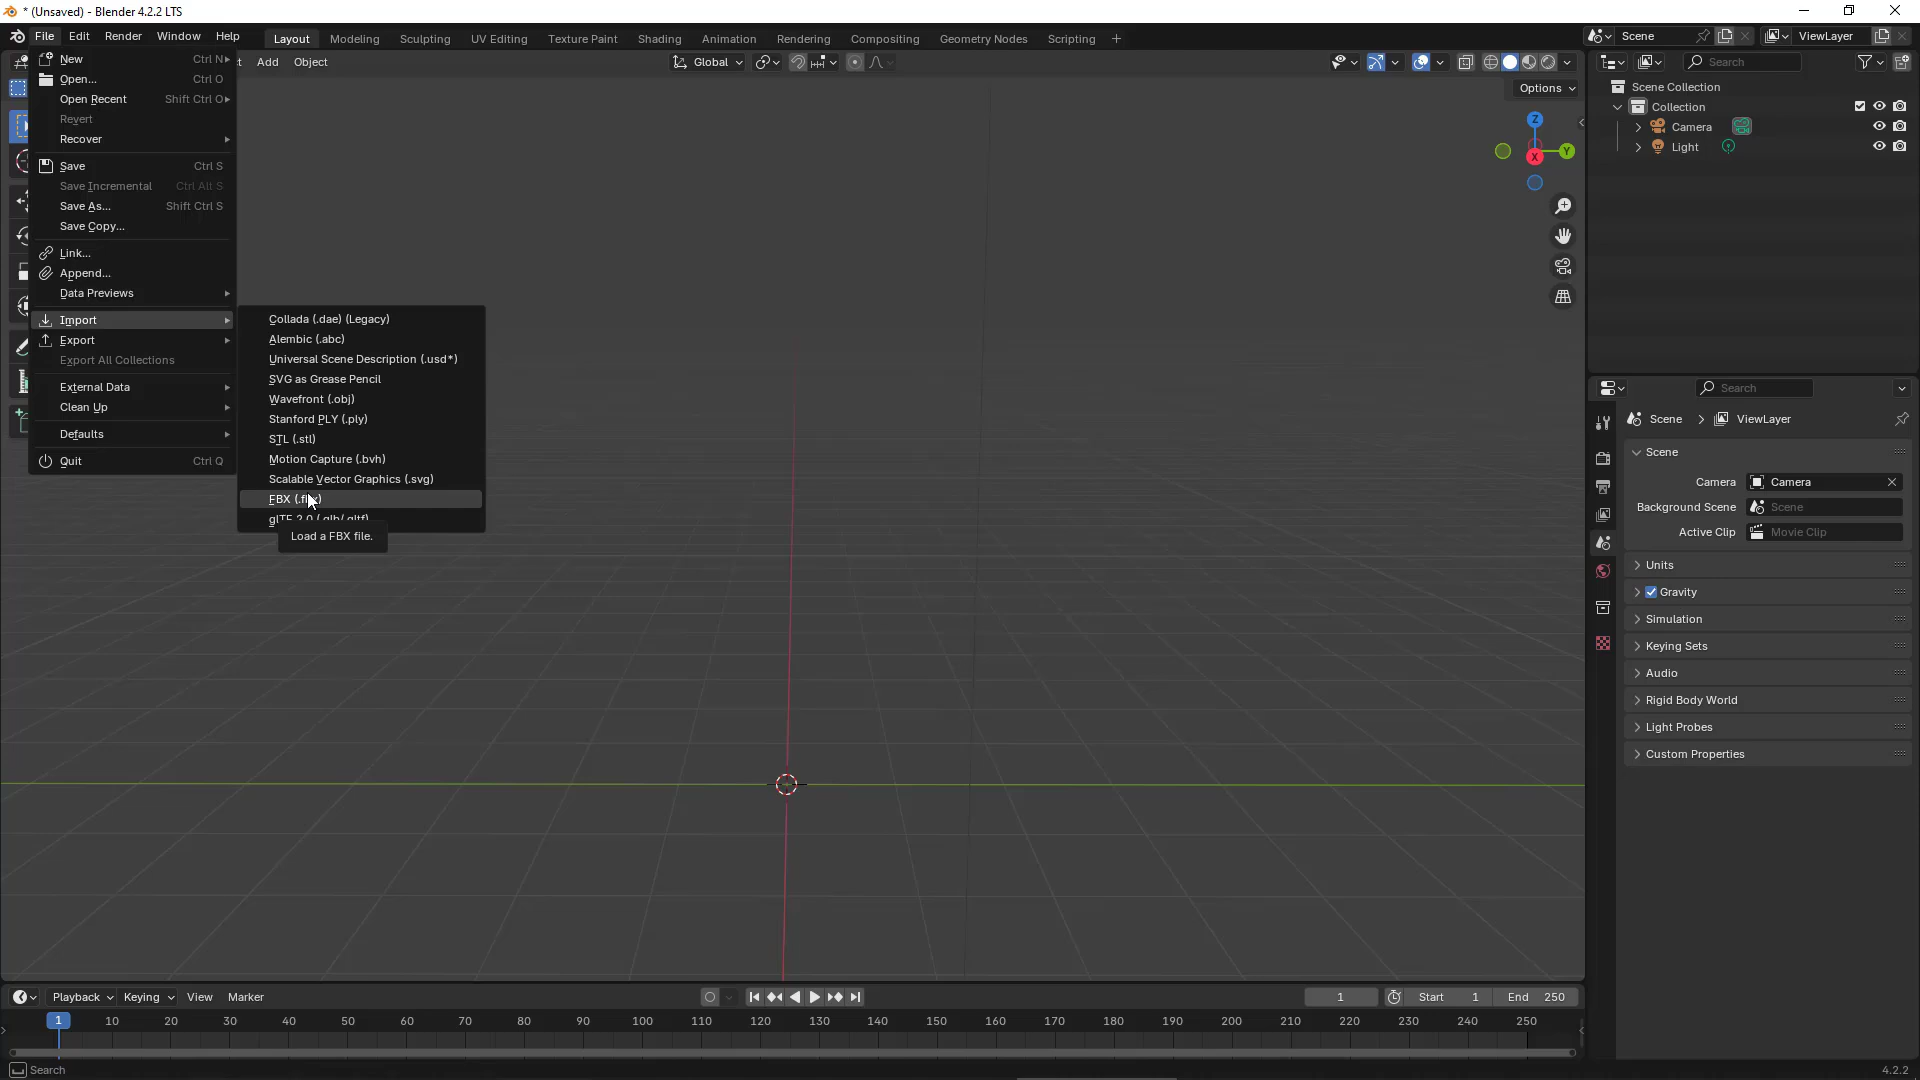 * (Unsaved) - Blender 4.2.2 LTS
File Edit Render Window Help
Layout Modeling Sculpting UV Editing Texture Paint Shading Animation Rendering Compositing Geometry Nodes Scripting +
Scene
ViewLayer
t Add Object
Global
Options
Z
Y
X
New Ctrl N
Open... Ctrl O
Open Recent Shift Ctrl O
Revert
Recover
Save Ctrl S
Save Incremental Ctrl Alt S
Save As... Shift Ctrl S
Save Copy...
Link...
Append...
Data Previews
Import
Export
Export All Collections
External Data
Clean Up
Defaults
Quit Ctrl Q
Collada (.dae) (Legacy)
Alembic (.abc)
Universal Scene Description (.usd*)
SVG as Grease Pencil
Wavefront (.obj)
Stanford PLY (.ply)
STL (.stl)
Motion Capture (.bvh)
Scalable Vector Graphics (.svg)
FBX
glTF 2.0 (.glb/.gltf)
Load a FBX file.
Search
Scene Collection
Collection
Camera
Light
Search
Scene > ViewLayer
Scene
Camera Camera
Background Scene Scene
Active Clip Movie Clip
Units
Gravity
Simulation
Keying Sets
Audio
Rigid Body World
Light Probes
Custom Properties
Playback Keying View Marker
1 Start 1 End 250
1 10 20 30 40 50 60 70 80 90 100 110 120 130 140 150 160 170 180 190 200 210 220 230 240 250
Search
4.2.2